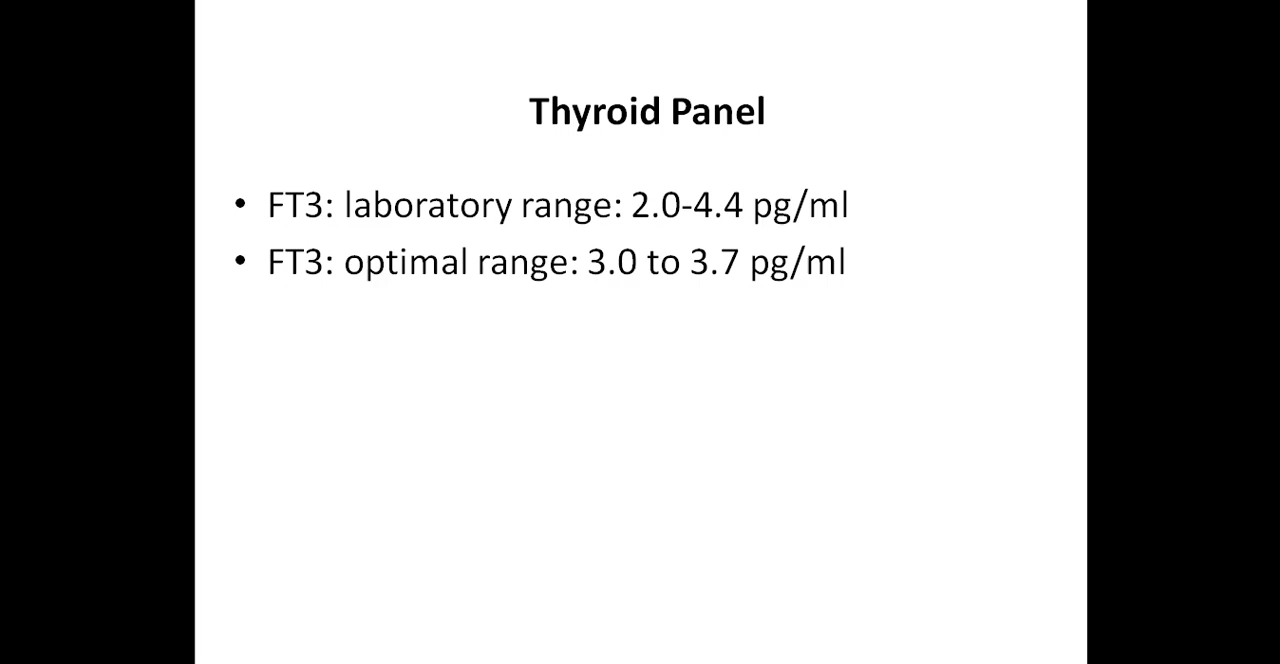 Thyroid Panel
• FT3: laboratory range: 2.0-4.4 pg/ml
• FT3: optimal range: 3.0 to 3.7 pg/ml